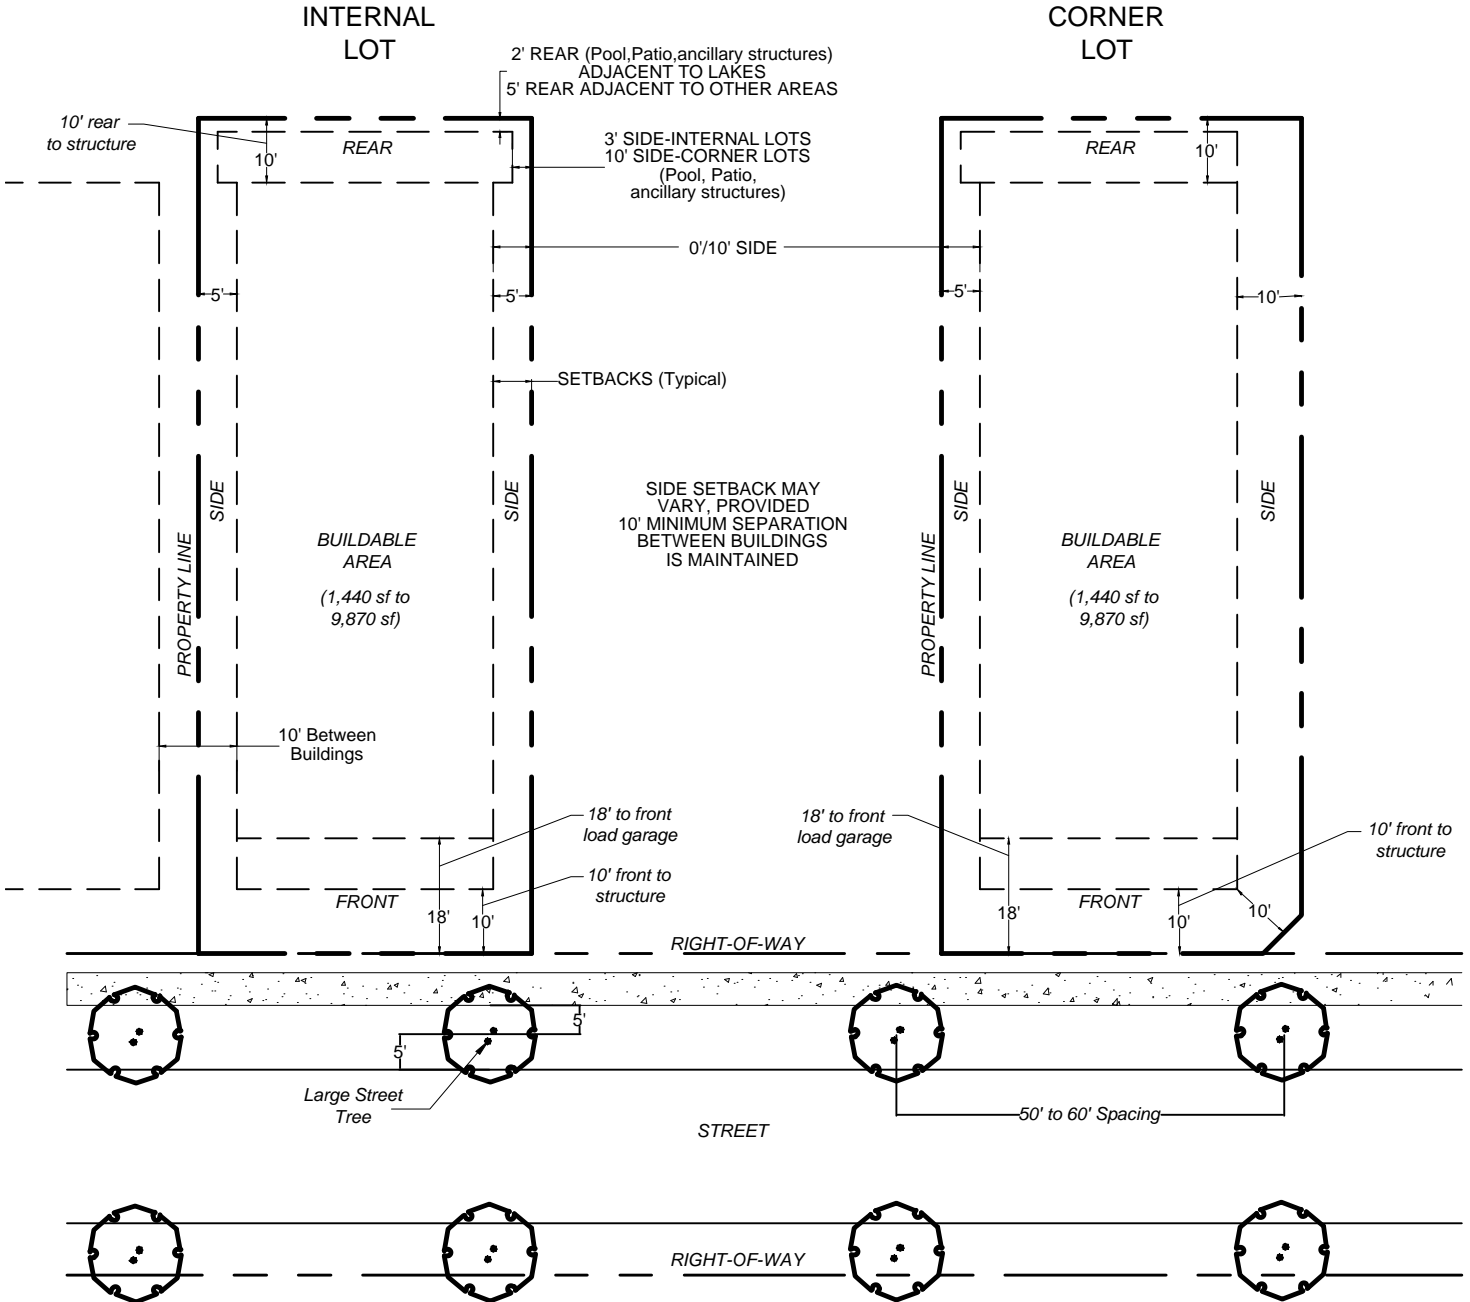 INTERNAL
LOT
CORNER
LOT
2' REAR (Pool,Patio,ancillary structures)
ADJACENT TO LAKES
5' REAR ADJACENT TO OTHER AREAS
10' rear
to structure
10'
REAR
3' SIDE-INTERNAL LOTS
10' SIDE-CORNER LOTS
(Pool, Patio,
ancillary structures)
REAR
10'
0'/10' SIDE
5'
5'
5'
10'
SETBACKS (Typical)
SIDE
SIDE
SIDE
SIDE
PROPERTY LINE
PROPERTY LINE
BUILDABLE
AREA
(1,440 sf to
9,870 sf)
SIDE SETBACK MAY
VARY, PROVIDED
10' MINIMUM SEPARATION
BETWEEN BUILDINGS
IS MAINTAINED
BUILDABLE
AREA
(1,440 sf to
9,870 sf)
10' Between
Buildings
18' to front
load garage
18' to front
load garage
10' front to
structure
10' front to
structure
FRONT
18'
10'
18'
FRONT
10'
10'
RIGHT-OF-WAY
5'
5'
Large Street
Tree
50' to 60' Spacing
STREET
RIGHT-OF-WAY